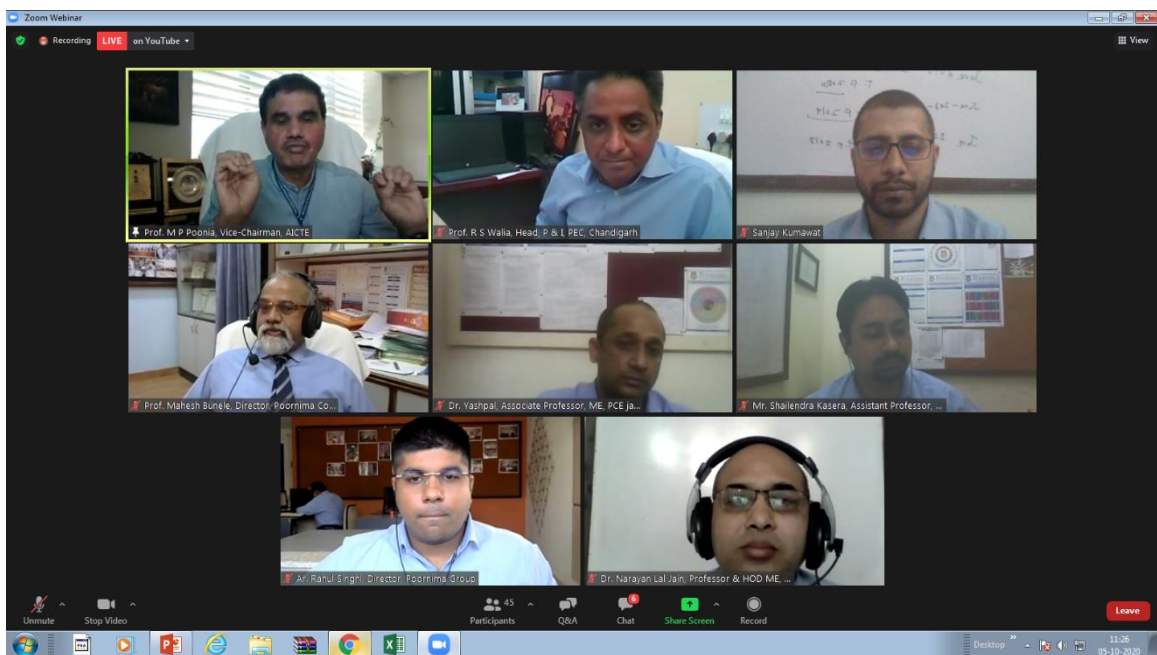 Zoom Webinar
Recording LIVE on YouTube
View
Prof. M P Poonia, Vice-Chairman, AICTE
Prof. R S Walia, Head, P & I, PEC, Chandigarh
Sanjay Kumawat
Prof. Mahesh Bunele, Director, Poornima Co...
Dr. Yashpal, Associate Professor, ME, PCE ja...
Mr. Shailendra Kasera, Assistant Professor, ...
Ar. Rahul Singhi, Director, Poornima Group
Dr. Narayan Lal Jain, Professor & HOD ME, ...
Unmute
Stop Video
45
Participants
Q&A
6
Chat
Share Screen
Record
Leave
Desktop
11:26
05-10-2020